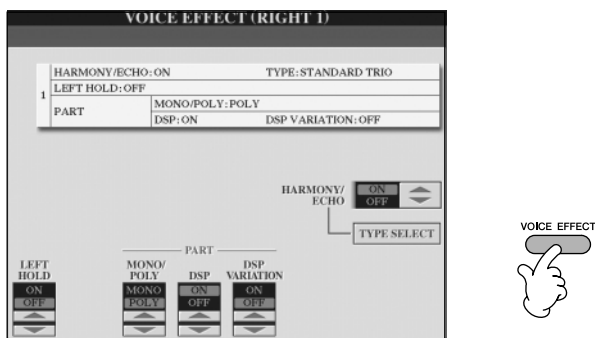 VOICE EFFECT (RIGHT 1)
1
HARMONY/ECHO:ON TYPE:STANDARD TRIO
LEFT HOLD:OFF
PART
MONO/POLY:POLY
DSP:ON DSP VARIATION:OFF
HARMONY/
ECHO
ON
OFF
TYPE SELECT
VOICE EFFECT
PART
LEFT
HOLD
MONO/
POLY
DSP
DSP
VARIATION
ON
OFF
MONO
POLY
ON
OFF
ON
OFF